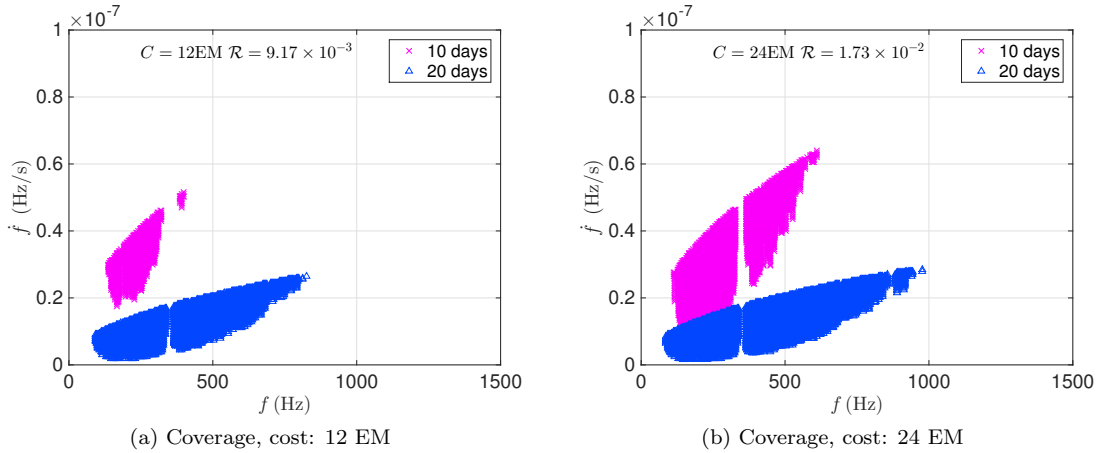 ×10⁻⁷
C = 12EM R = 9.17 × 10⁻³
10 days
20 days
1
0.8
0.6
0.4
0.2
0
ḟ (Hz/s)
0 500 1000 1500
f (Hz)
(a) Coverage, cost: 12 EM
×10⁻⁷
C = 24EM R = 1.73 × 10⁻²
10 days
20 days
1
0.8
0.6
0.4
0.2
0
ḟ (Hz/s)
0 500 1000 1500
f (Hz)
(b) Coverage, cost: 24 EM